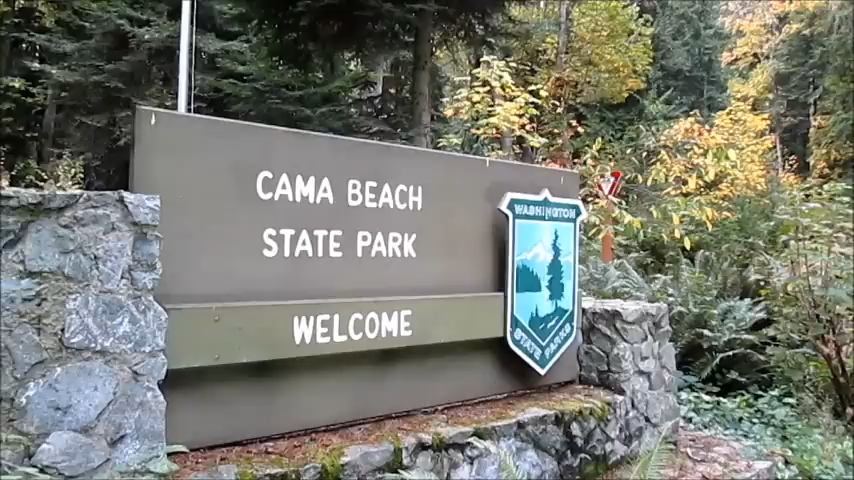 CAMA BEACH
STATE PARK
WELCOME
WASHINGTON
STATE PARKS